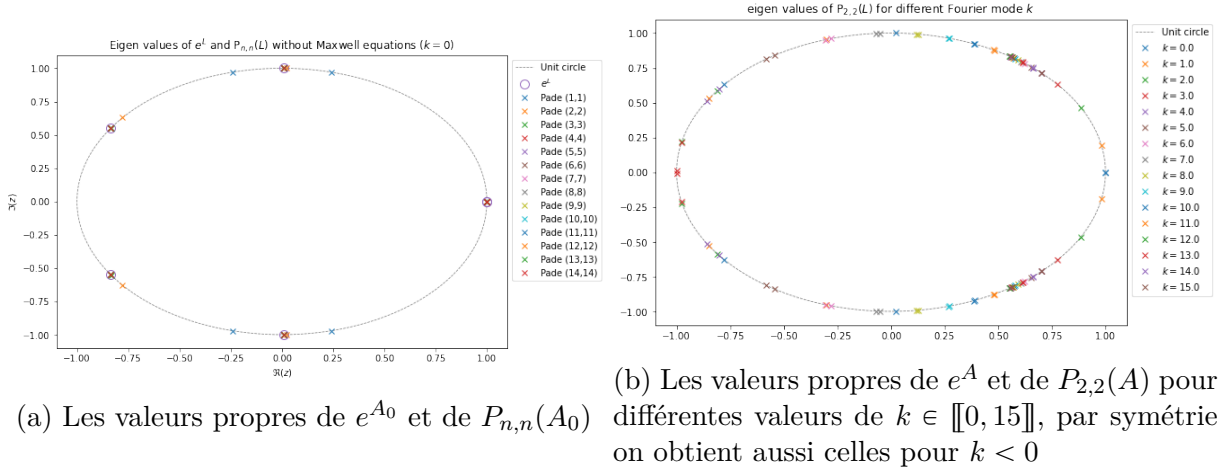 Eigen values of e^L and P_{n,n}(L) without Maxwell equations (k=0)
1.00
0.75
0.50
0.25
0.00
−0.25
−0.50
−0.75
−1.00
ℑ(z)
−1.00 −0.75 −0.50 −0.25 0.00 0.25 0.50 0.75 1.00
ℜ(z)
Unit circle
e^L
Pade (1,1)
Pade (2,2)
Pade (3,3)
Pade (4,4)
Pade (5,5)
Pade (6,6)
Pade (7,7)
Pade (8,8)
Pade (9,9)
Pade (10,10)
Pade (11,11)
Pade (12,12)
Pade (13,13)
Pade (14,14)
(a) Les valeurs propres de e^{A_0} et de P_{n,n}(A_0)
eigen values of P_{2,2}(L) for different Fourier mode k
1.00
0.75
0.50
0.25
0.00
−0.25
−0.50
−0.75
−1.00
−1.00 −0.75 −0.50 −0.25 0.00 0.25 0.50 0.75 1.00
Unit circle
k = 0.0
k = 1.0
k = 2.0
k = 3.0
k = 4.0
k = 5.0
k = 6.0
k = 7.0
k = 8.0
k = 9.0
k = 10.0
k = 11.0
k = 12.0
k = 13.0
k = 14.0
k = 15.0
(b) Les valeurs propres de e^A et de P_{2,2}(A) pour
différentes valeurs de k ∈ ⟦0, 15⟧, par symétrie
on obtient aussi celles pour k < 0